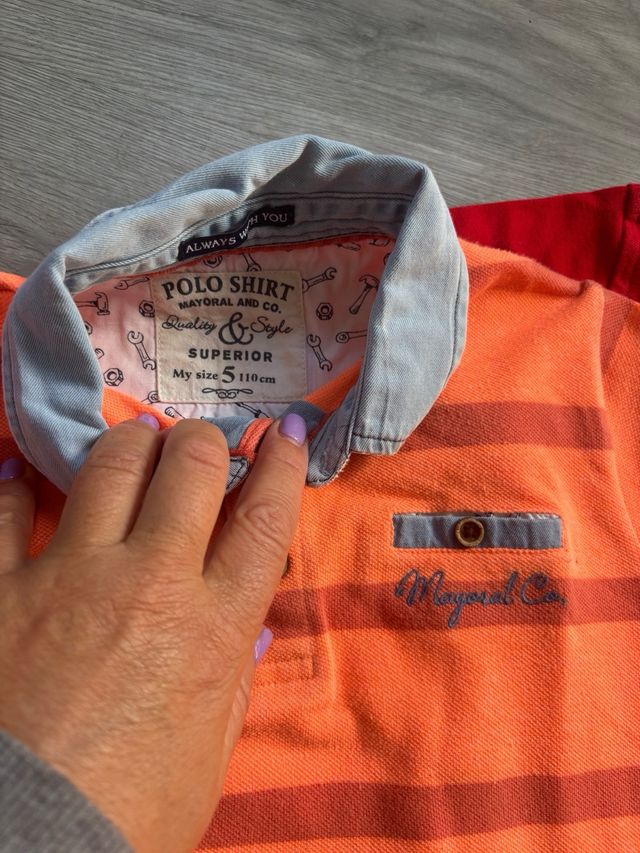 ALWAYS WITH YOU
POLO SHIRT
MAYORAL AND CO.
Quality & Style
SUPERIOR
My size 5 110 cm
Mayoral Co.